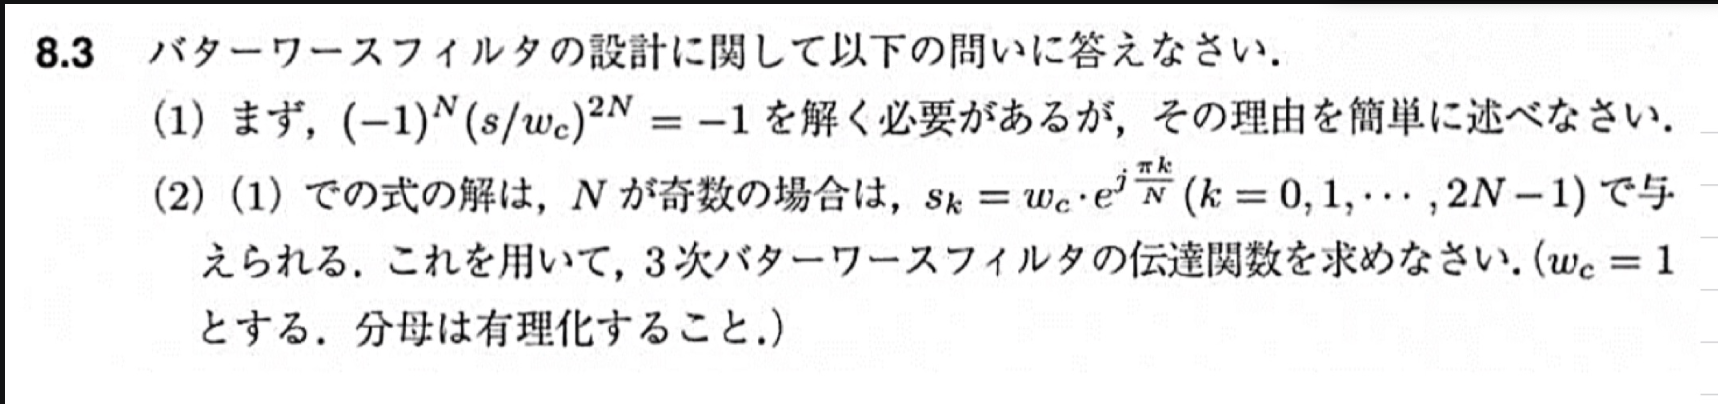 8.3 バターワースフィルタの設計に関して以下の問いに答えなさい.
(1) まず, (−1)^N(s/w_c)^{2N} = −1 を解く必要があるが, その理由を簡単に述べなさい.
(2) (1) での式の解は, N が奇数の場合は, s_k = w_c·e^{j\frac{πk}{N}} (k = 0, 1, ⋯ , 2N − 1) で与
えられる. これを用いて, 3 次バターワースフィルタの伝達関数を求めなさい. (w_c = 1
とする. 分母は有理化すること.)